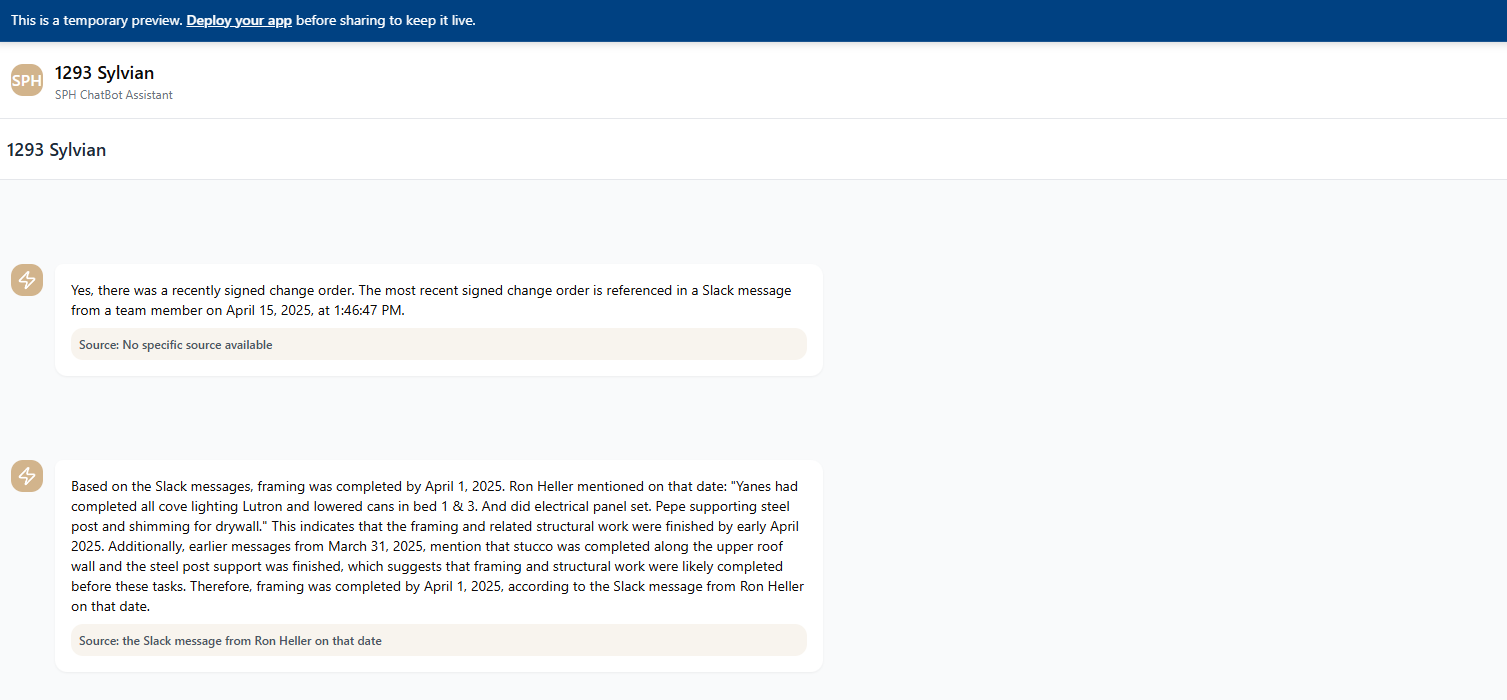 This is a temporary preview. Deploy your app before sharing to keep it live.
SPH
1293 Sylvian
SPH ChatBot Assistant
1293 Sylvian
Yes, there was a recently signed change order. The most recent signed change order is referenced in a Slack message
from a team member on April 15, 2025, at 1:46:47 PM.
Source: No specific source available
Based on the Slack messages, framing was completed by April 1, 2025. Ron Heller mentioned on that date: "Yanes had
completed all cove lighting Lutron and lowered cans in bed 1 & 3. And did electrical panel set. Pepe supporting steel
post and shimming for drywall." This indicates that the framing and related structural work were finished by early April
2025. Additionally, earlier messages from March 31, 2025, mention that stucco was completed along the upper roof
wall and the steel post support was finished, which suggests that framing and structural work were likely completed
before these tasks. Therefore, framing was completed by April 1, 2025, according to the Slack message from Ron Heller
on that date.
Source: the Slack message from Ron Heller on that date